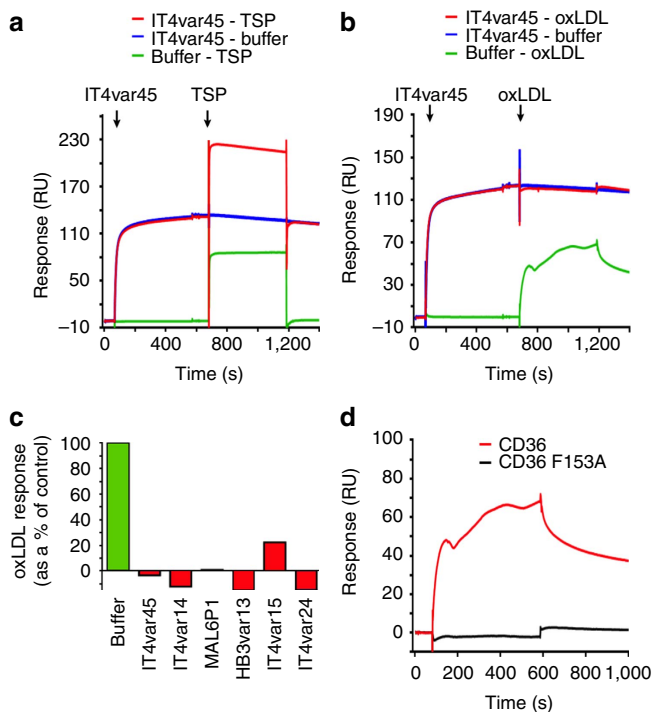 a
IT4var45 - TSP
IT4var45 - buffer
Buffer - TSP
IT4var45
TSP
Response (RU)
230
170
110
50
−10
0
400
800
1,200
Time (s)
b
IT4var45 - oxLDL
IT4var45 - buffer
Buffer - oxLDL
IT4var45
oxLDL
Response (RU)
190
150
110
70
30
−10
0
400
800
1,200
Time (s)
c
oxLDL response
(as a % of control)
100
80
60
40
20
0
Buffer
IT4var45
IT4var14
MAL6P1
HB3var13
IT4var15
IT4var24
d
CD36
CD36 F153A
Response (RU)
100
80
60
40
20
0
0
200
400
600
800
1,000
Time (s)